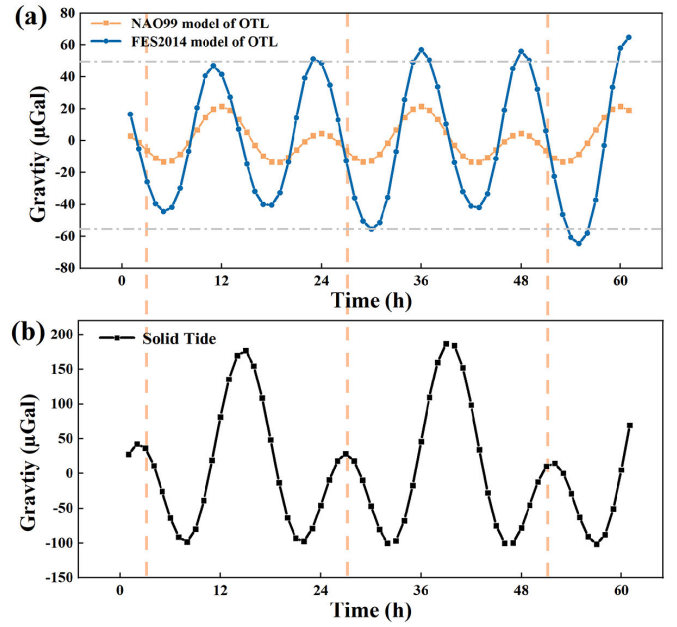 (a)
NAO99 model of OTL
FES2014 model of OTL
80
60
40
20
0
-20
-40
-60
-80
Gravtiy (μGal)
0 12 24 36 48 60
Time (h)
(b)
Solid Tide
200
150
100
50
0
-50
-100
-150
Gravtiy (μGal)
0 12 24 36 48 60
Time (h)